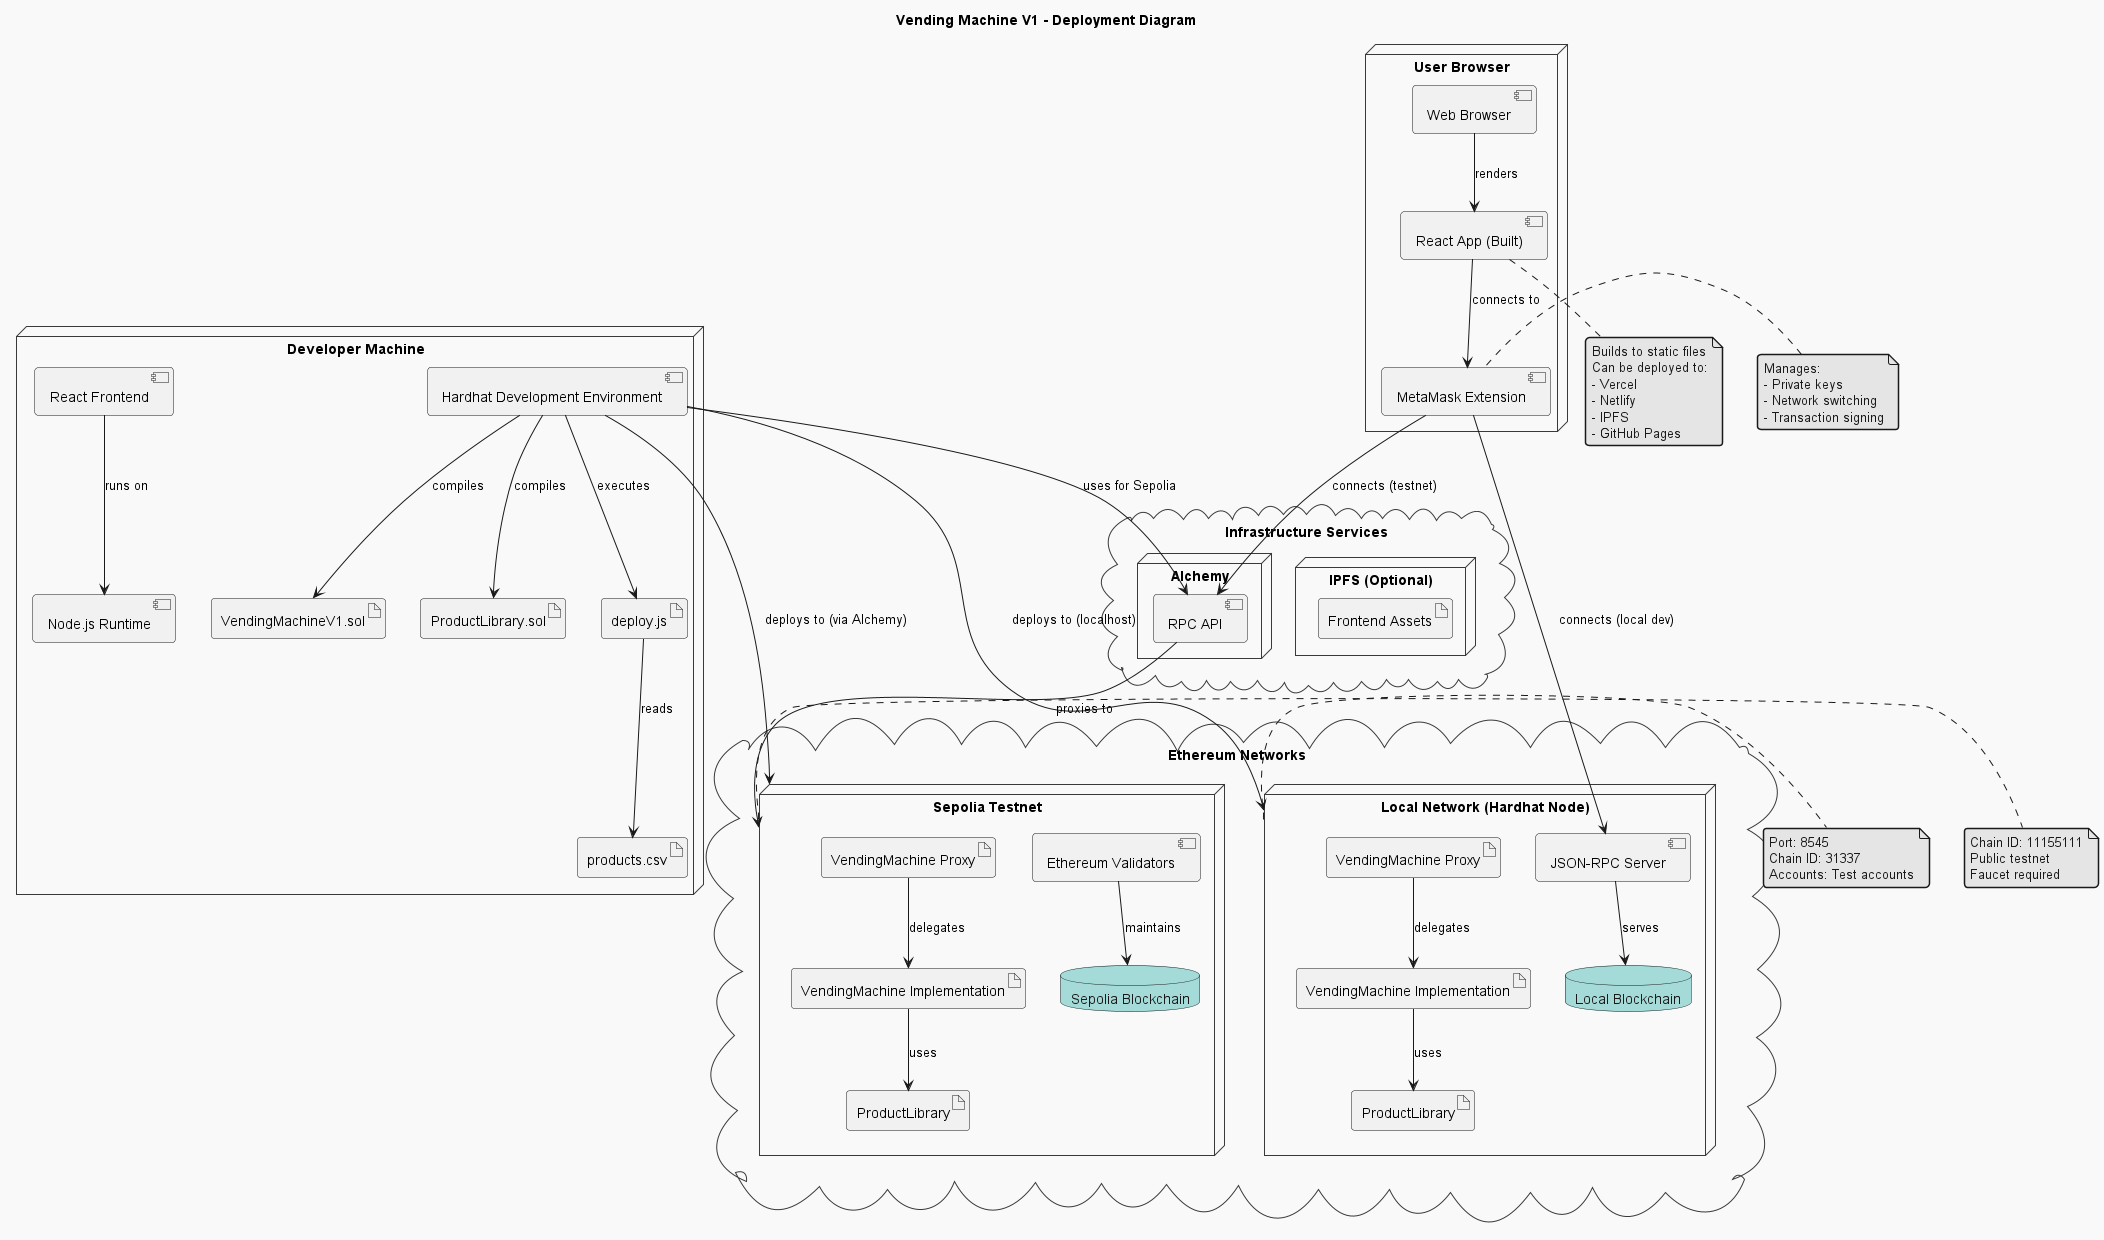 Vending Machine V1 - Deployment Diagram
User Browser
Web Browser
renders
React App (Built)
connects to
MetaMask Extension
Builds to static files
Can be deployed to:
- Vercel
- Netlify
- IPFS
- GitHub Pages
Manages:
- Private keys
- Network switching
- Transaction signing
Developer Machine
React Frontend
Hardhat Development Environment
runs on
compiles
compiles
executes
uses for Sepolia
connects (testnet)
Node.js Runtime
VendingMachineV1.sol
ProductLibrary.sol
deploy.js
reads
products.csv
deploys to (via Alchemy)
deploys to (localhost)
Infrastructure Services
Alchemy
RPC API
IPFS (Optional)
Frontend Assets
connects (local dev)
proxies to
Ethereum Networks
Sepolia Testnet
VendingMachine Proxy
Ethereum Validators
delegates
maintains
VendingMachine Implementation
Sepolia Blockchain
uses
ProductLibrary
Local Network (Hardhat Node)
VendingMachine Proxy
JSON-RPC Server
delegates
serves
VendingMachine Implementation
Local Blockchain
uses
ProductLibrary
Port: 8545
Chain ID: 31337
Accounts: Test accounts
Chain ID: 11155111
Public testnet
Faucet required